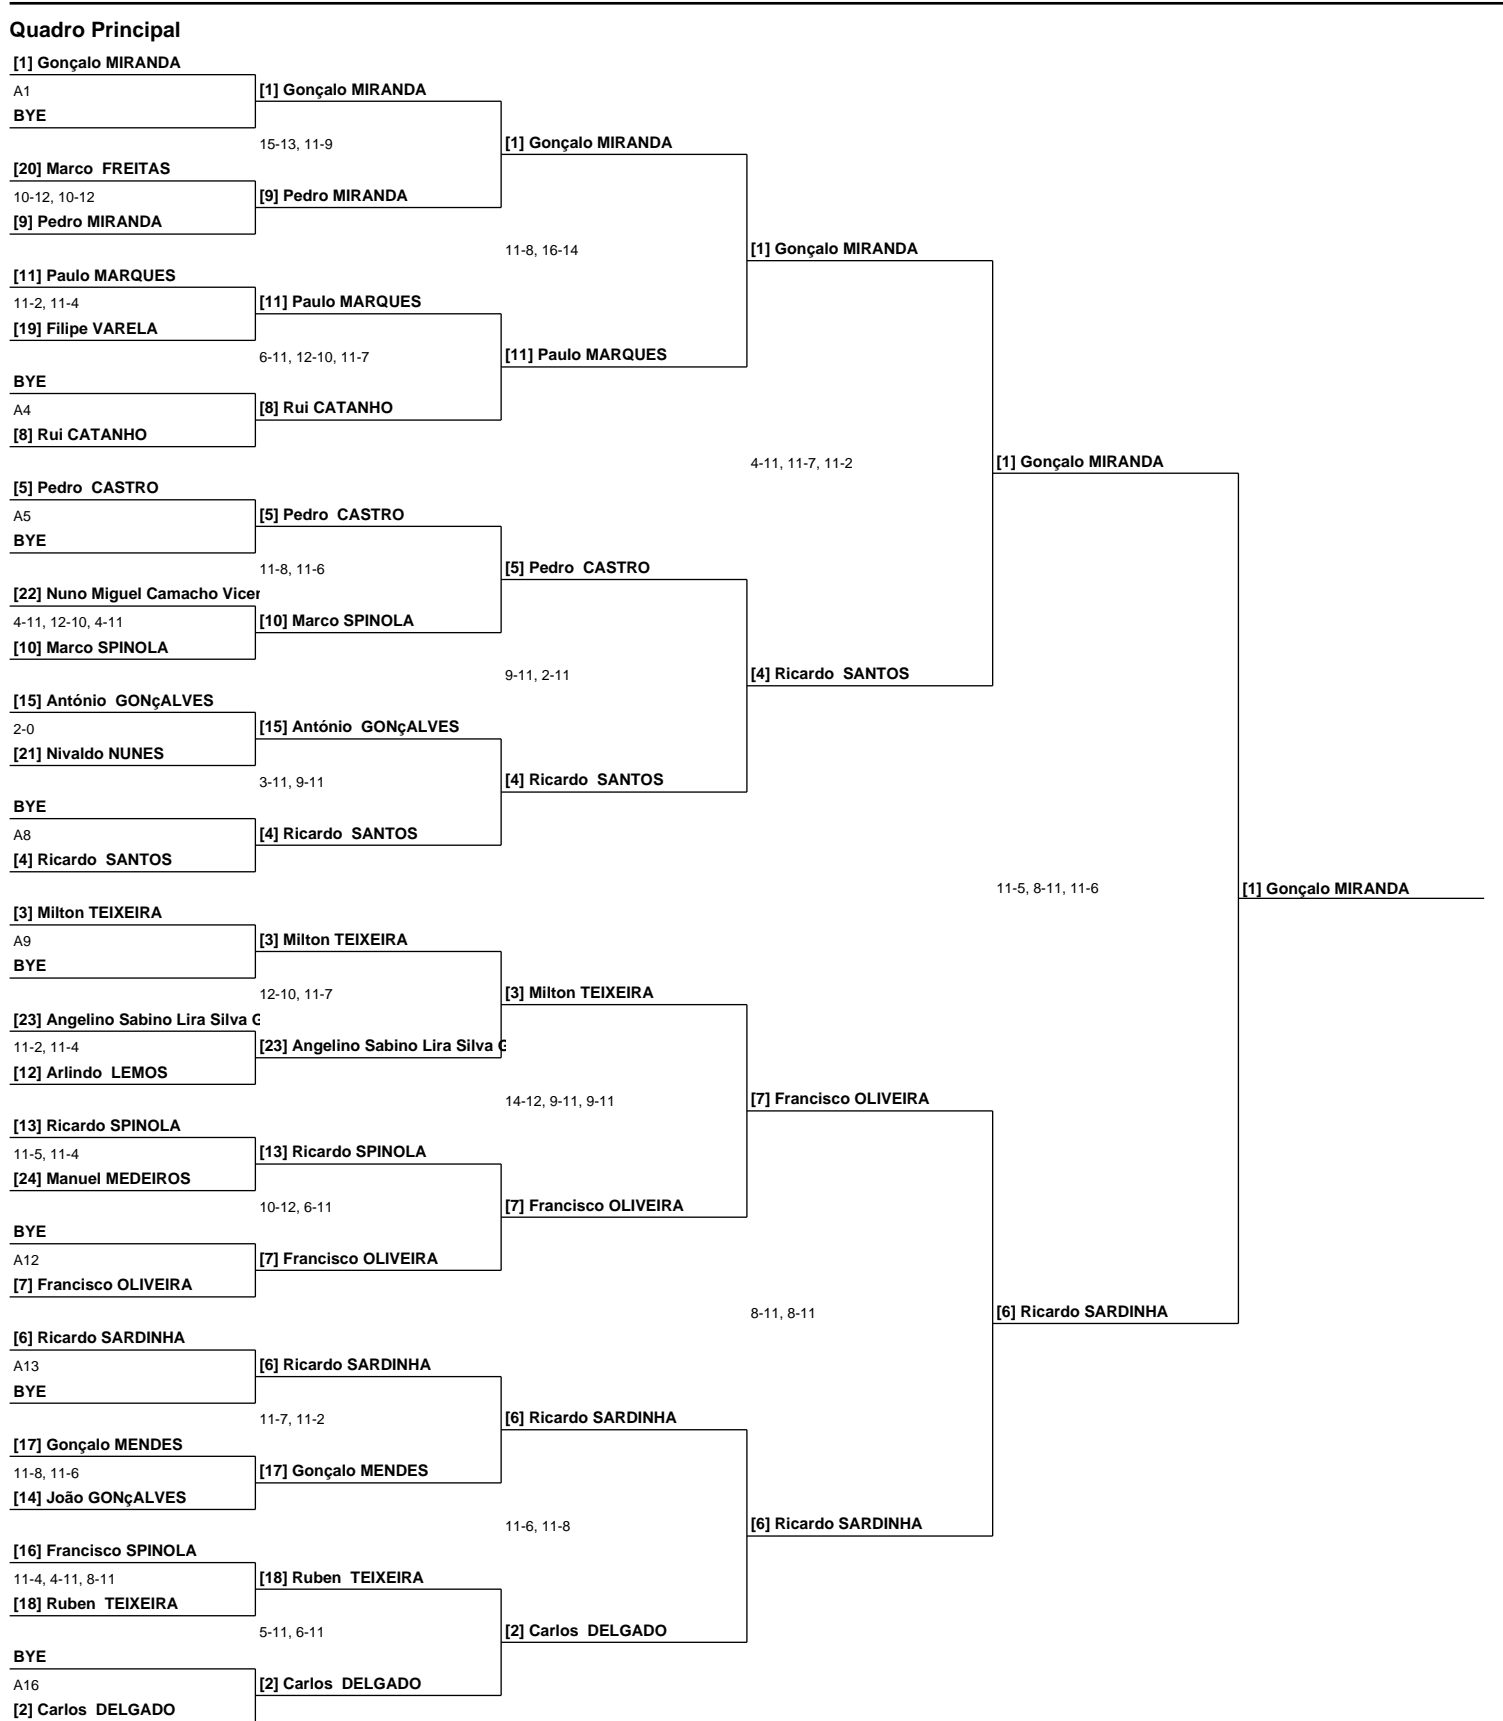 Quadro Principal
[1] Gonçalo MIRANDA
A1
BYE
[20] Marco FREITAS
10-12, 10-12
[9] Pedro MIRANDA
[11] Paulo MARQUES
11-2, 11-4
[19] Filipe VARELA
BYE
A4
[8] Rui CATANHO
[5] Pedro CASTRO
A5
BYE
[22] Nuno Miguel Camacho Vicer
4-11, 12-10, 4-11
[10] Marco SPINOLA
[15] António GONçALVES
2-0
[21] Nivaldo NUNES
BYE
A8
[4] Ricardo SANTOS
[3] Milton TEIXEIRA
A9
BYE
[23] Angelino Sabino Lira Silva G
11-2, 11-4
[12] Arlindo LEMOS
[13] Ricardo SPINOLA
11-5, 11-4
[24] Manuel MEDEIROS
BYE
A12
[7] Francisco OLIVEIRA
[6] Ricardo SARDINHA
A13
BYE
[17] Gonçalo MENDES
11-8, 11-6
[14] João GONçALVES
[16] Francisco SPINOLA
11-4, 4-11, 8-11
[18] Ruben TEIXEIRA
BYE
A16
[2] Carlos DELGADO
[1] Gonçalo MIRANDA
15-13, 11-9
[9] Pedro MIRANDA
[11] Paulo MARQUES
6-11, 12-10, 11-7
[8] Rui CATANHO
[5] Pedro CASTRO
11-8, 11-6
[10] Marco SPINOLA
[15] António GONçALVES
3-11, 9-11
[4] Ricardo SANTOS
[3] Milton TEIXEIRA
12-10, 11-7
[23] Angelino Sabino Lira Silva G
[13] Ricardo SPINOLA
10-12, 6-11
[7] Francisco OLIVEIRA
[6] Ricardo SARDINHA
11-7, 11-2
[17] Gonçalo MENDES
[18] Ruben TEIXEIRA
5-11, 6-11
[2] Carlos DELGADO
[1] Gonçalo MIRANDA
11-8, 16-14
[11] Paulo MARQUES
[5] Pedro CASTRO
9-11, 2-11
[4] Ricardo SANTOS
[3] Milton TEIXEIRA
14-12, 9-11, 9-11
[7] Francisco OLIVEIRA
[6] Ricardo SARDINHA
11-6, 11-8
[2] Carlos DELGADO
[1] Gonçalo MIRANDA
4-11, 11-7, 11-2
[4] Ricardo SANTOS
[7] Francisco OLIVEIRA
8-11, 8-11
[6] Ricardo SARDINHA
[1] Gonçalo MIRANDA
11-5, 8-11, 11-6
[6] Ricardo SARDINHA
[1] Gonçalo MIRANDA